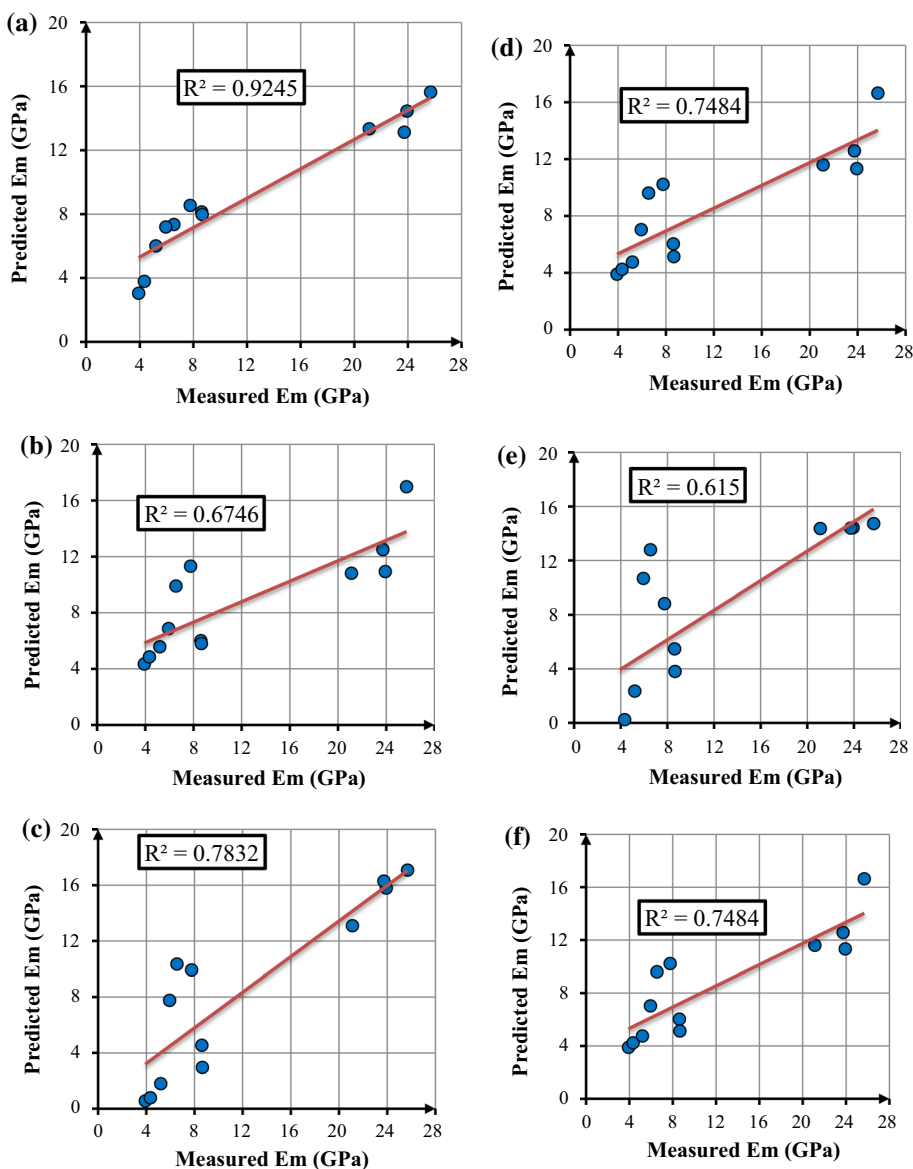 (a)
20
16
12
8
4
0
Predicted Em (GPa)
R² = 0.9245
0 4 8 12 16 20 24 28
Measured Em (GPa)
(d)
20
16
12
8
4
0
Predicted Em (GPa)
R² = 0.7484
0 4 8 12 16 20 24 28
Measured Em (GPa)
(b)
20
16
12
8
4
0
Predicted Em (GPa)
R² = 0.6746
0 4 8 12 16 20 24 28
Measured Em (GPa)
(e)
20
16
12
8
4
0
Predicted Em (GPa)
R² = 0.615
0 4 8 12 16 20 24 28
Measured Em (GPa)
(c)
20
16
12
8
4
0
Predicted Em (GPa)
R² = 0.7832
0 4 8 12 16 20 24 28
Measured Em (GPa)
(f)
20
16
12
8
4
0
Predicted Em (GPa)
R² = 0.7484
0 4 8 12 16 20 24 28
Measured Em (GPa)